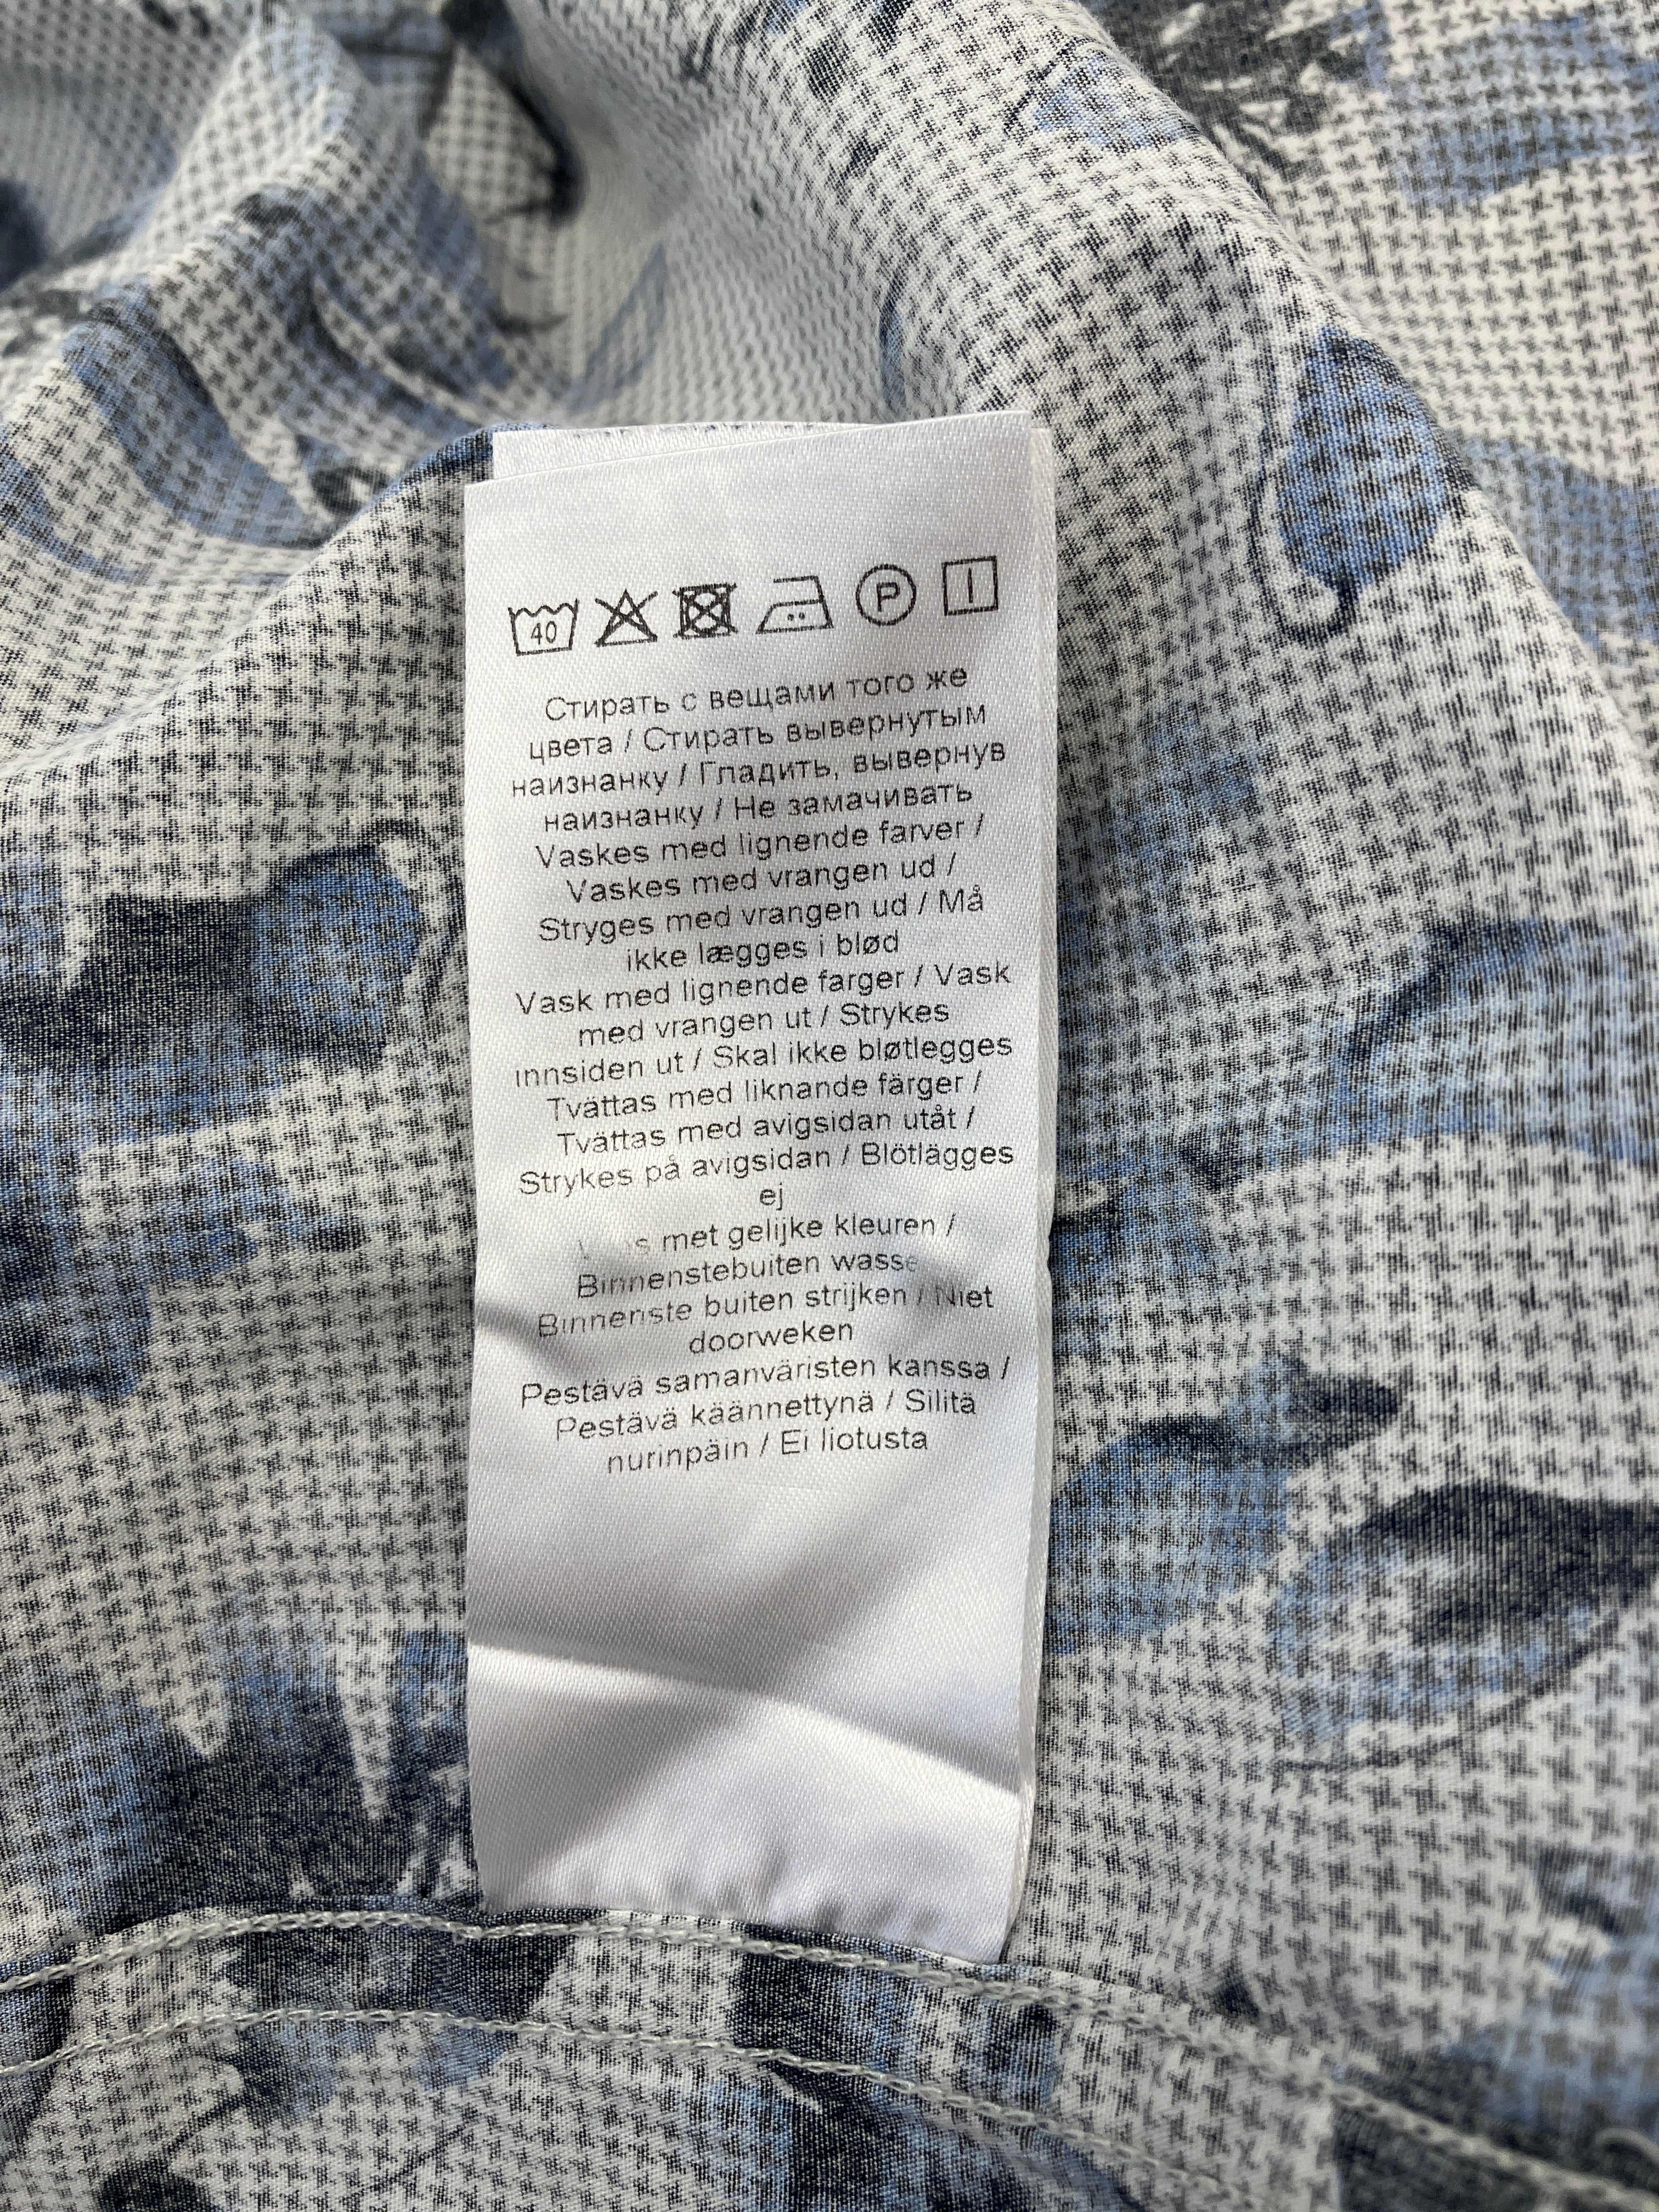 40 P
Стирать с вещами того же
цвета / Стирать вывернутым
наизнанку / Гладить, вывернув
наизнанку / Не замачивать
Vaskes med lignende farver /
Vaskes med vrangen ud /
Stryges med vrangen ud / Må
ikke lægges i blød
Vask med lignende farger / Vask
med vrangen ut / Strykes
innsiden ut / Skal ikke bløtlegges
Tvättas med liknande färger /
Tvättas med avigsidan utåt /
Strykes på avigsidan / Blötlägges
ej
met gelijke kleuren /
Binnenstebuiten
Binnenste buiten strijken / Niet
doorweken
Pestävä samanväristen kanssa /
Pestävä käännettynä / Silitä
nurinpäin / Ei liotusta